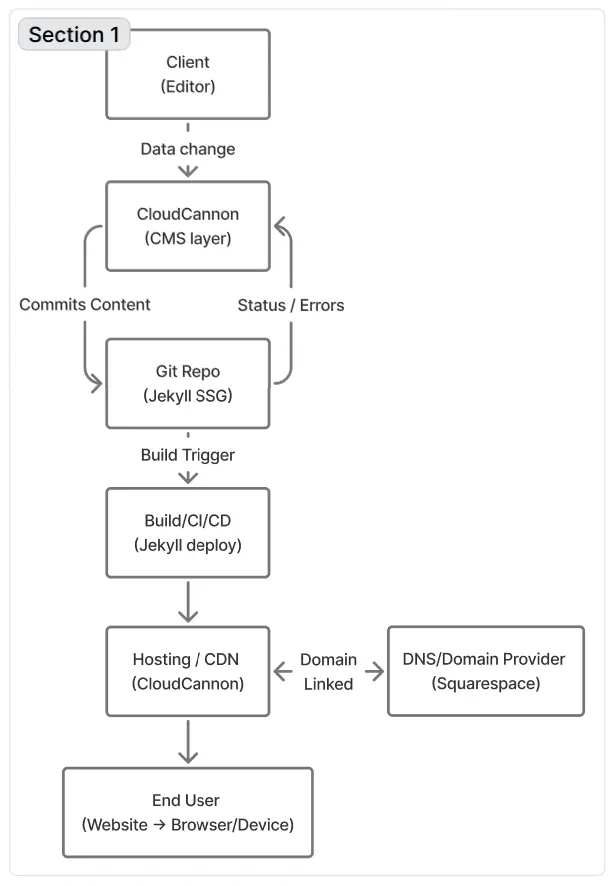 Section 1
Client
(Editor)
Data change
CloudCannon
(CMS layer)
Commits Content
Status / Errors
Git Repo
(Jekyll SSG)
Build Trigger
Build/CI/CD
(Jekyll deploy)
Hosting / CDN
(CloudCannon)
Domain
Linked
DNS/Domain Provider
(Squarespace)
End User
(Website → Browser/Device)